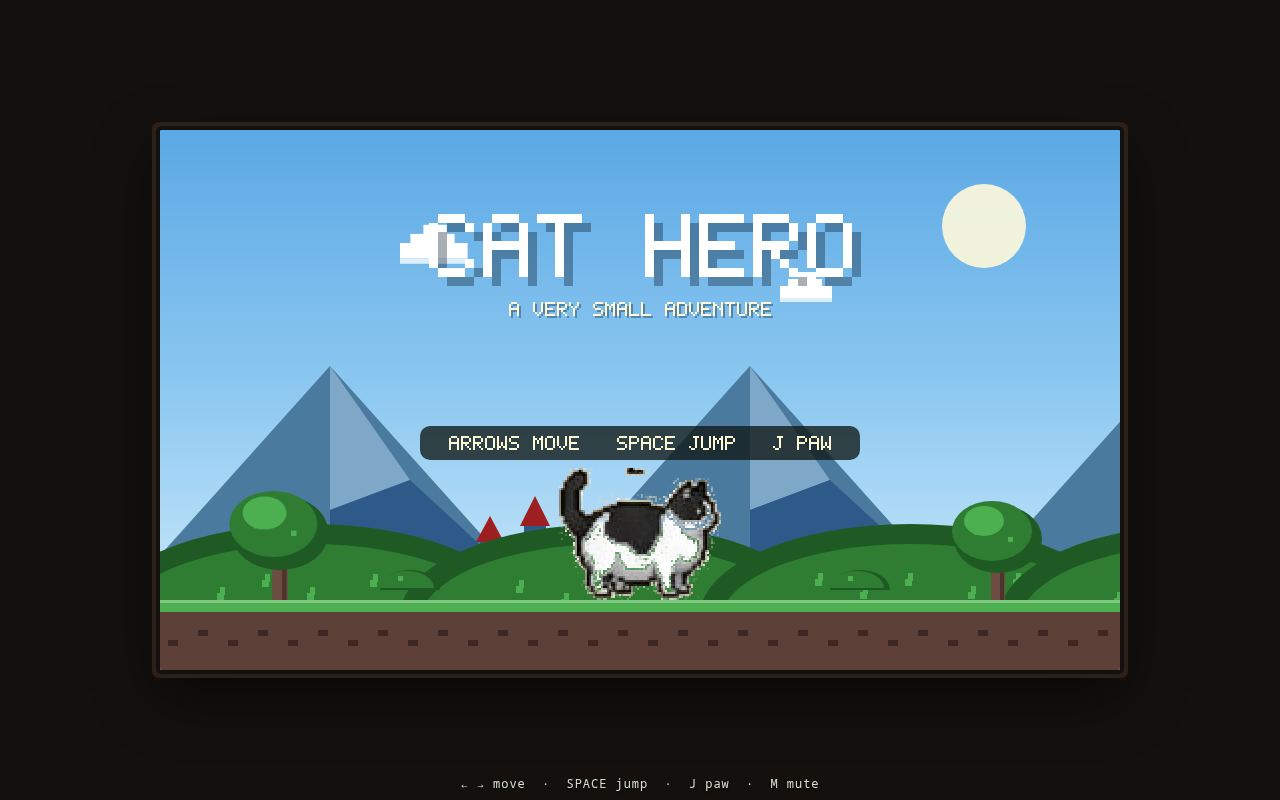 CAT HERO
A VERY SMALL ADVENTURE
ARROWS MOVE SPACE JUMP J PAW
← → move · SPACE jump · J paw · M mute